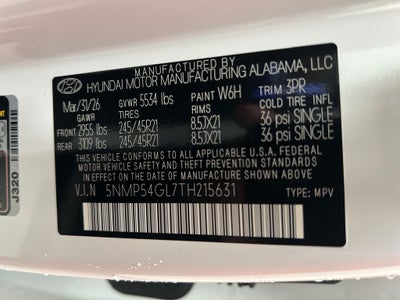 MANUFACTURED BY
HYUNDAI MOTOR MANUFACTURING ALABAMA, LLC
Mar/31/26 GVWR 5534 lbs PAINT W6H TRIM 3PR
GAWR TIRES RIMS COLD TIRE INFL.
FRONT 2955 lbs 245/45R21 8.5JX21 36 psi SINGLE
REAR 3109 lbs 245/45R21 8.5JX21 36 psi SINGLE
THIS VEHICLE CONFORMS TO ALL APPLICABLE U.S.A. FEDERAL
MOTOR VEHICLE SAFETY AND THEFT PREVENTION STANDARDS
IN EFFECT ON THE DATE OF MANUFACTURE SHOWN ABOVE.
V.I.N 5NMP54GL7TH215631 TYPE: MPV
J320